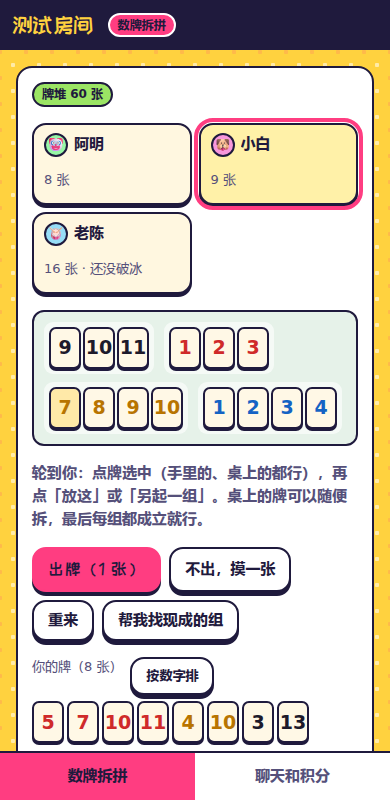 测试房间 数牌拆拼
牌堆 60 张
阿明 小白
8 张 9 张
老陈
16 张 · 还没破冰
9 10 11 1 2 3
7 8 9 10 1 2 3 4
轮到你：点牌选中（手里的、桌上的都行），再
点「放这」或「另起一组」。桌上的牌可以随便
拆，最后每组都成立就行。
出牌（1 张） 不出，摸一张
重来 帮我找现成的组
你的牌（8 张） 按数字排
5 7 10 11 4 10 3 13
数牌拆拼 聊天和积分